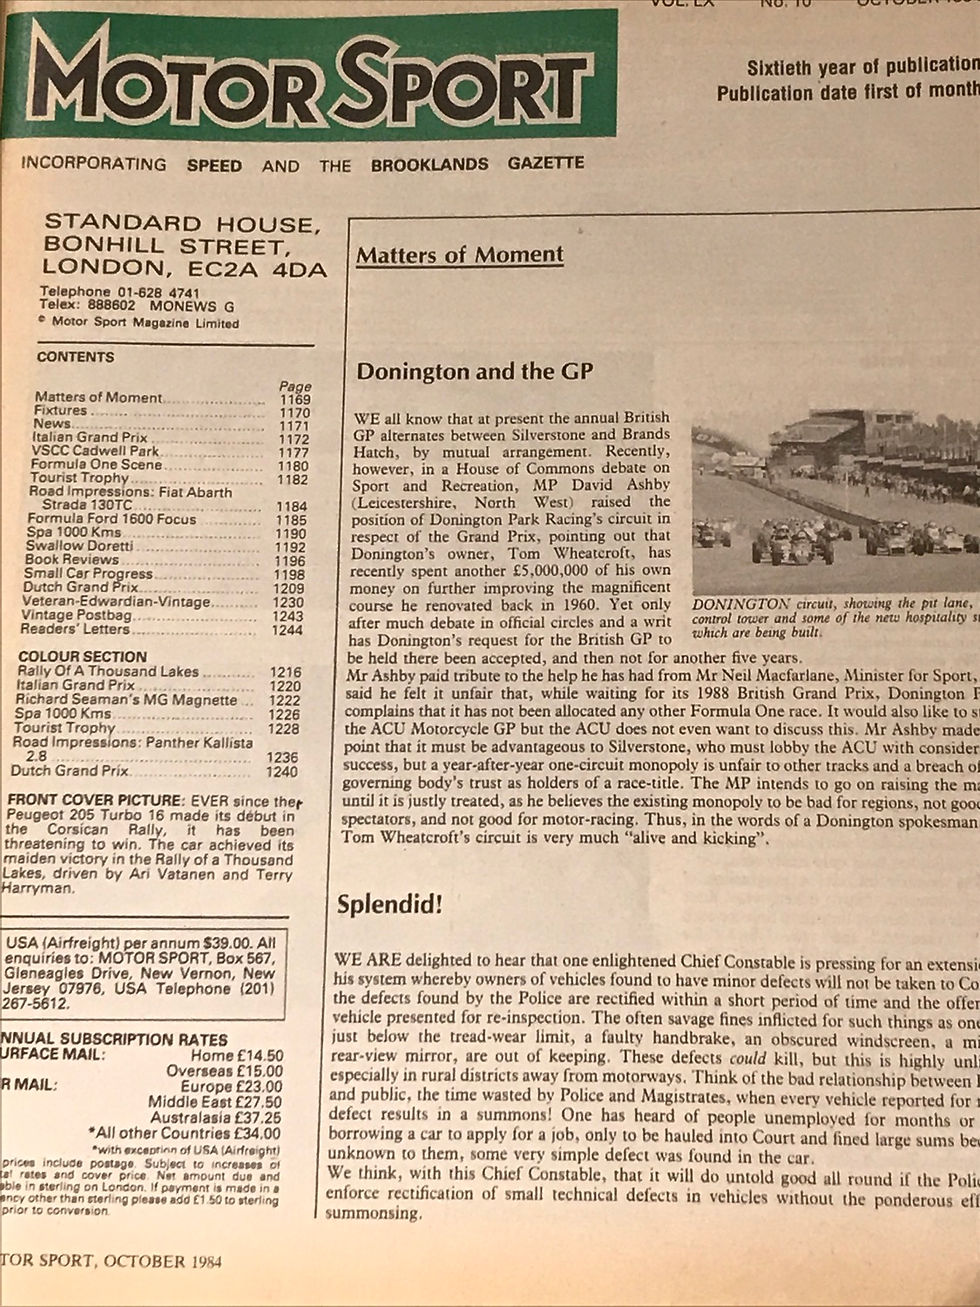 VOL. LX No. 10 OCTOBER
MOTOR SPORT
Sixtieth year of publication
Publication date first of month
INCORPORATING SPEED AND THE BROOKLANDS GAZETTE
STANDARD HOUSE,
BONHILL STREET,
LONDON, EC2A 4DA
Telephone 01-628 4741
Telex: 888602 MONEWS G
© Motor Sport Magazine Limited
CONTENTS
Page
Matters of Moment 1169
Fixtures 1170
News 1171
Italian Grand Prix 1172
VSCC Cadwell Park 1177
Formula One Scene 1180
Tourist Trophy 1182
Road Impressions: Fiat Abarth
Strada 130TC 1184
Formula Ford 1600 Focus 1185
Spa 1000 Kms 1190
Swallow Doretti 1192
Book Reviews 1196
Small Car Progress 1198
Dutch Grand Prix 1209
Veteran-Edwardian-Vintage 1230
Vintage Postbag 1243
Readers' Letters 1244
COLOUR SECTION
Rally Of A Thousand Lakes 1216
Italian Grand Prix 1220
Richard Seaman's MG Magnette 1222
Spa 1000 Kms 1226
Tourist Trophy 1228
Road Impressions: Panther Kallista
2.8 1236
Dutch Grand Prix 1240
FRONT COVER PICTURE: EVER since the
Peugeot 205 Turbo 16 made its début in
the Corsican Rally, it has been
threatening to win. The car achieved its
maiden victory in the Rally of a Thousand
Lakes, driven by Ari Vatanen and Terry
Harryman.
USA (Airfreight) per annum $39.00. All
enquiries to: MOTOR SPORT, Box 567,
Gleneagles Drive, New Vernon, New
Jersey 07976, USA Telephone (201)
267-5612.
NNUAL SUBSCRIPTION RATES
URFACE MAIL: Home £14.50
Overseas £15.00
R MAIL: Europe £23.00
Middle East £27.50
Australasia £37.25
*All other Countries £34.00
*with exception of USA (Airfreight)
prices include postage. Subject to increases of
tal rates and cover price. Net amount due and
able in sterling on London. If payment is made in a
ency other than sterling please add £1.50 to sterling
prior to conversion.
TOR SPORT, OCTOBER 1984
Matters of Moment
Donington and the GP
WE all know that at present the annual British
GP alternates between Silverstone and Brands
Hatch, by mutual arrangement. Recently,
however, in a House of Commons debate on
Sport and Recreation, MP David Ashby
(Leicestershire, North West) raised the
position of Donington Park Racing's circuit in
respect of the Grand Prix, pointing out that
Donington's owner, Tom Wheatcroft, has
recently spent another £5,000,000 of his own
money on further improving the magnificent
course he renovated back in 1960. Yet only
after much debate in official circles and a writ
has Donington's request for the British GP to
be held there been accepted, and then not for another five years.
DONINGTON circuit, showing the pit lane,
control tower and some of the new hospitality
which are being built.
Mr Ashby paid tribute to the help he has had from Mr Neil Macfarlane, Minister for Sport,
said he felt it unfair that, while waiting for its 1988 British Grand Prix, Donington
complains that it has not been allocated any other Formula One race. It would also like to
the ACU Motorcycle GP but the ACU does not even want to discuss this. Mr Ashby made
point that it must be advantageous to Silverstone, who must lobby the ACU with consider
success, but a year-after-year one-circuit monopoly is unfair to other tracks and a breach of
governing body's trust as holders of a race-title. The MP intends to go on raising the ma
until it is justly treated, as he believes the existing monopoly to be bad for regions, not good
spectators, and not good for motor-racing. Thus, in the words of a Donington spokesman
Tom Wheatcroft's circuit is very much “alive and kicking”.
Splendid!
WE ARE delighted to hear that one enlightened Chief Constable is pressing for an extensi
his system whereby owners of vehicles found to have minor defects will not be taken to Co
the defects found by the Police are rectified within a short period of time and the offer
vehicle presented for re-inspection. The often savage fines inflicted for such things as one
just below the tread-wear limit, a faulty handbrake, an obscured windscreen, a mi
rear-view mirror, are out of keeping. These defects could kill, but this is highly unli
especially in rural districts away from motorways. Think of the bad relationship between
and public, the time wasted by Police and Magistrates, when every vehicle reported for
defect results in a summons! One has heard of people unemployed for months or
borrowing a car to apply for a job, only to be hauled into Court and fined large sums be
unknown to them, some very simple defect was found in the car.
We think, with this Chief Constable, that it will do untold good all round if the Polic
enforce rectification of small technical defects in vehicles without the ponderous eff
summonsing.